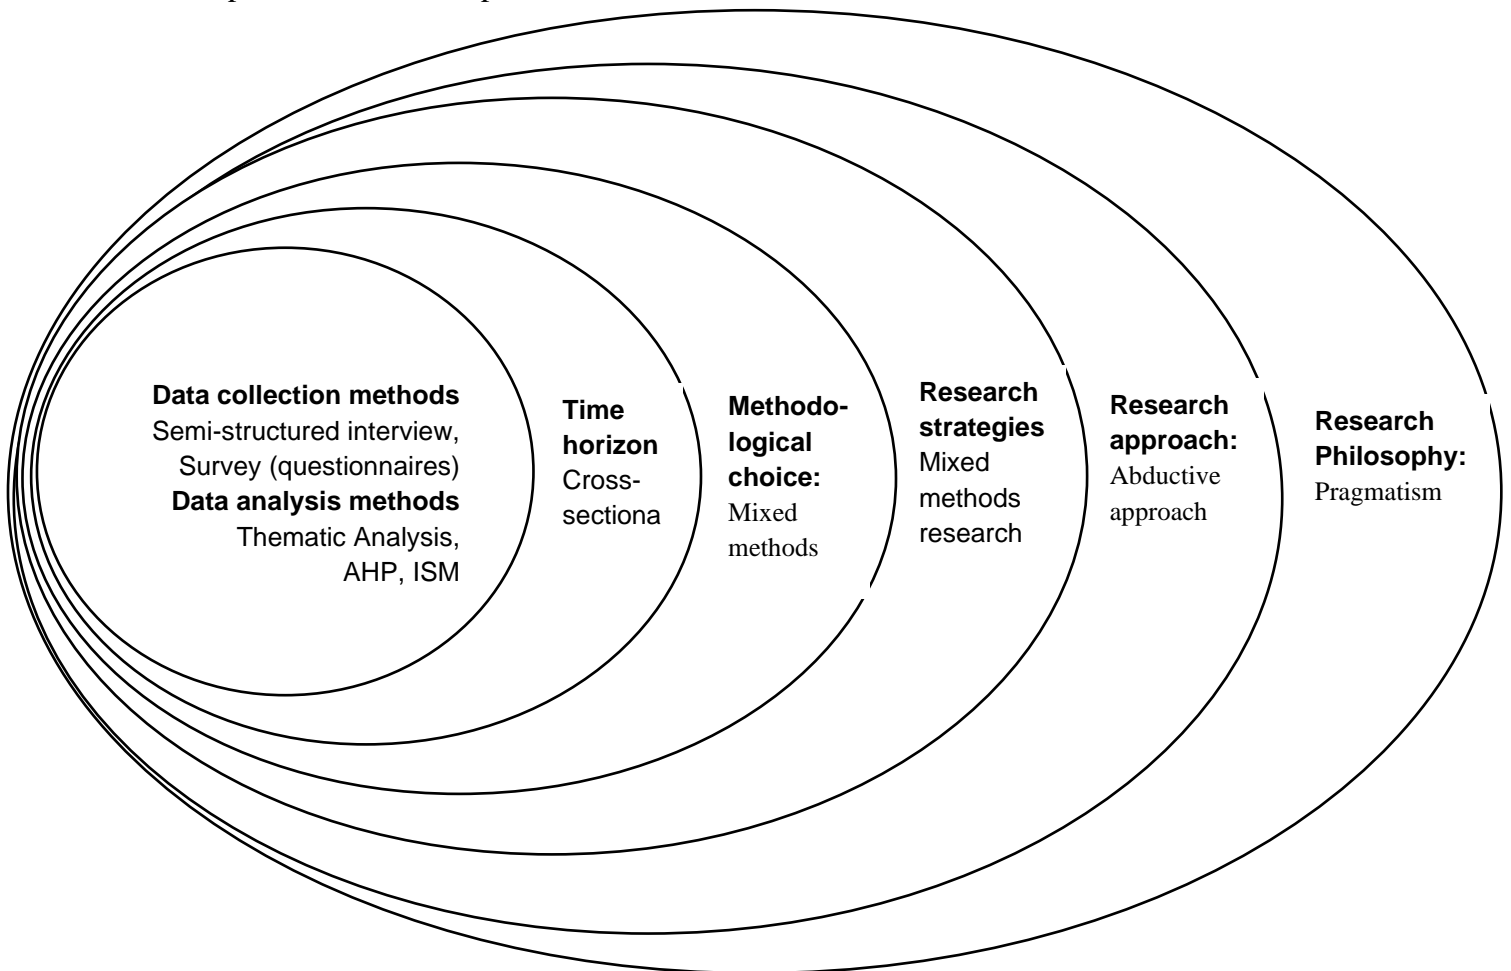 Data collection methods
Semi-structured interview,
Survey (questionnaires)
Data analysis methods
Thematic Analysis,
AHP, ISM
Time
horizon
Cross-
sectiona
Methodo-
logical
choice:
Mixed
methods
Research
strategies
Mixed
methods
research
Research
approach:
Abductive
approach
Research
Philosophy:
Pragmatism